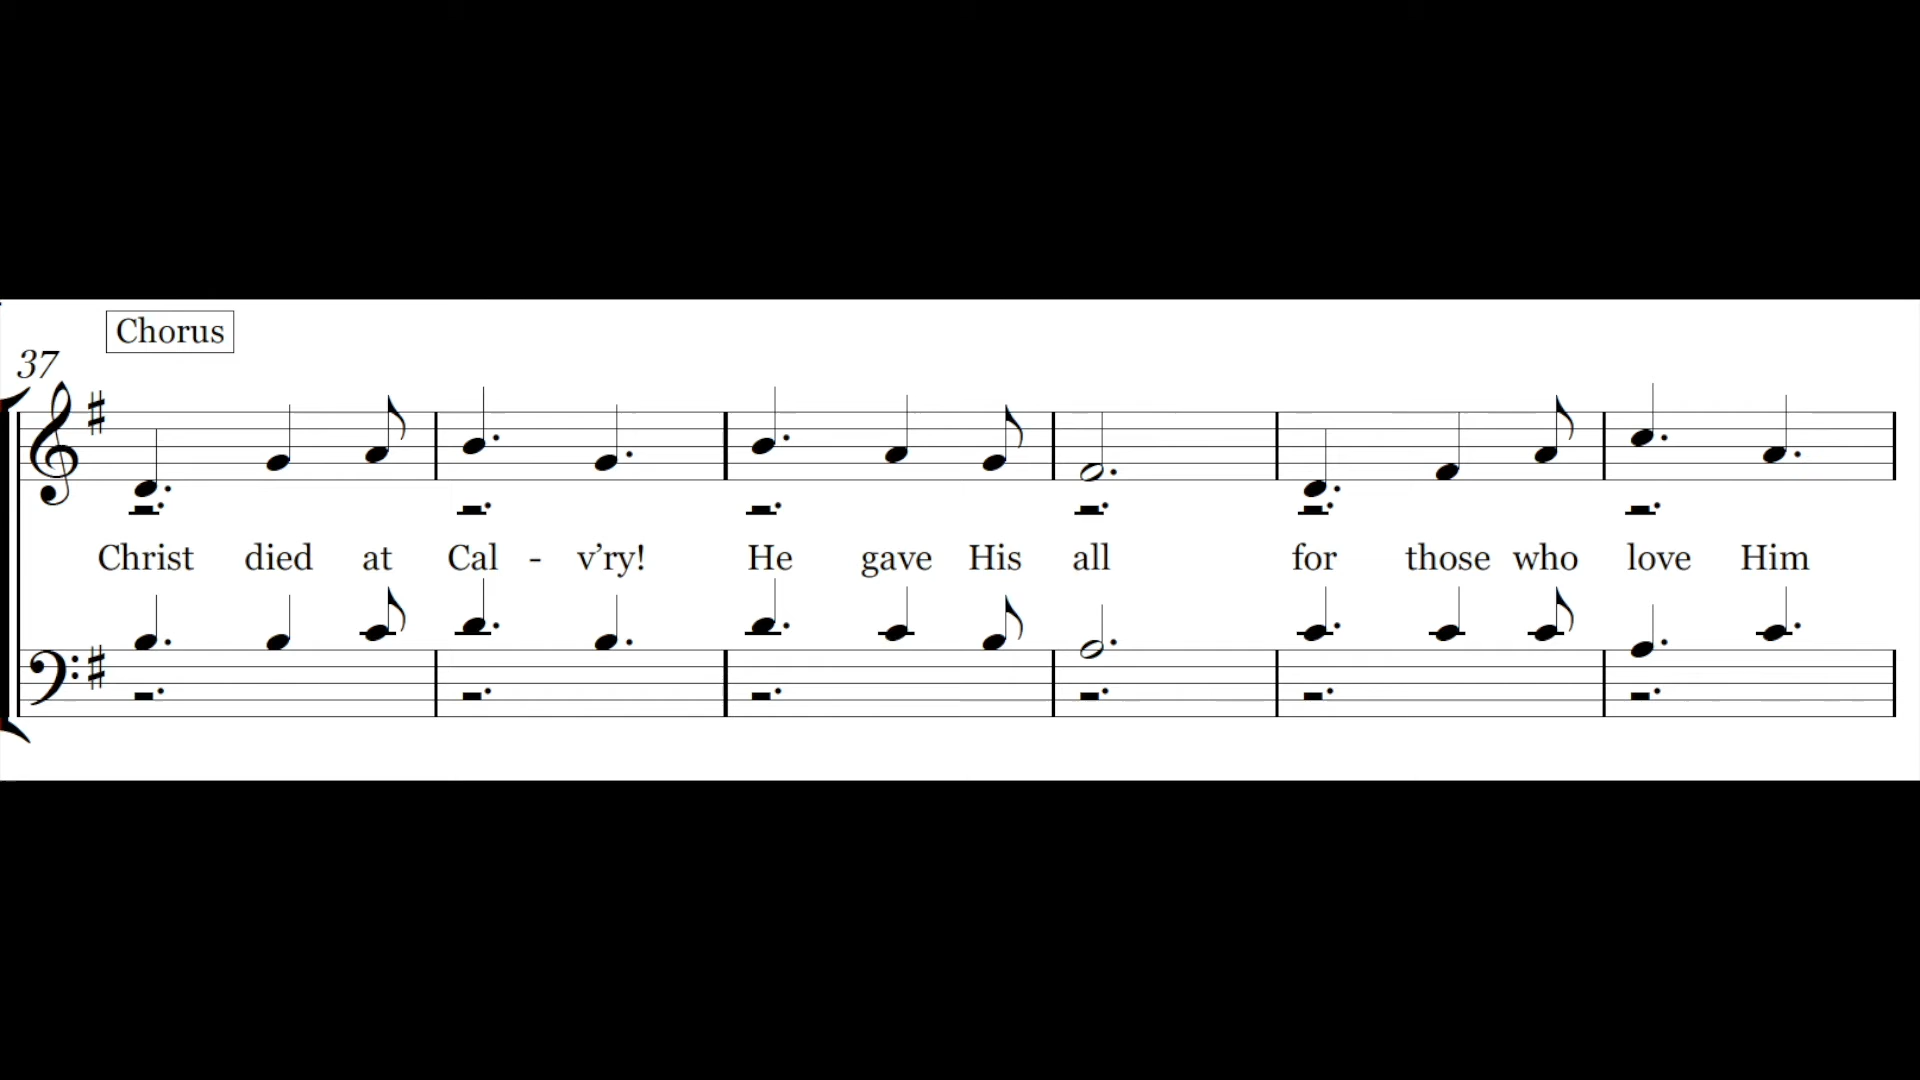 Chorus
37
Christ died at Cal - v’ry! He gave His all for those who love Him